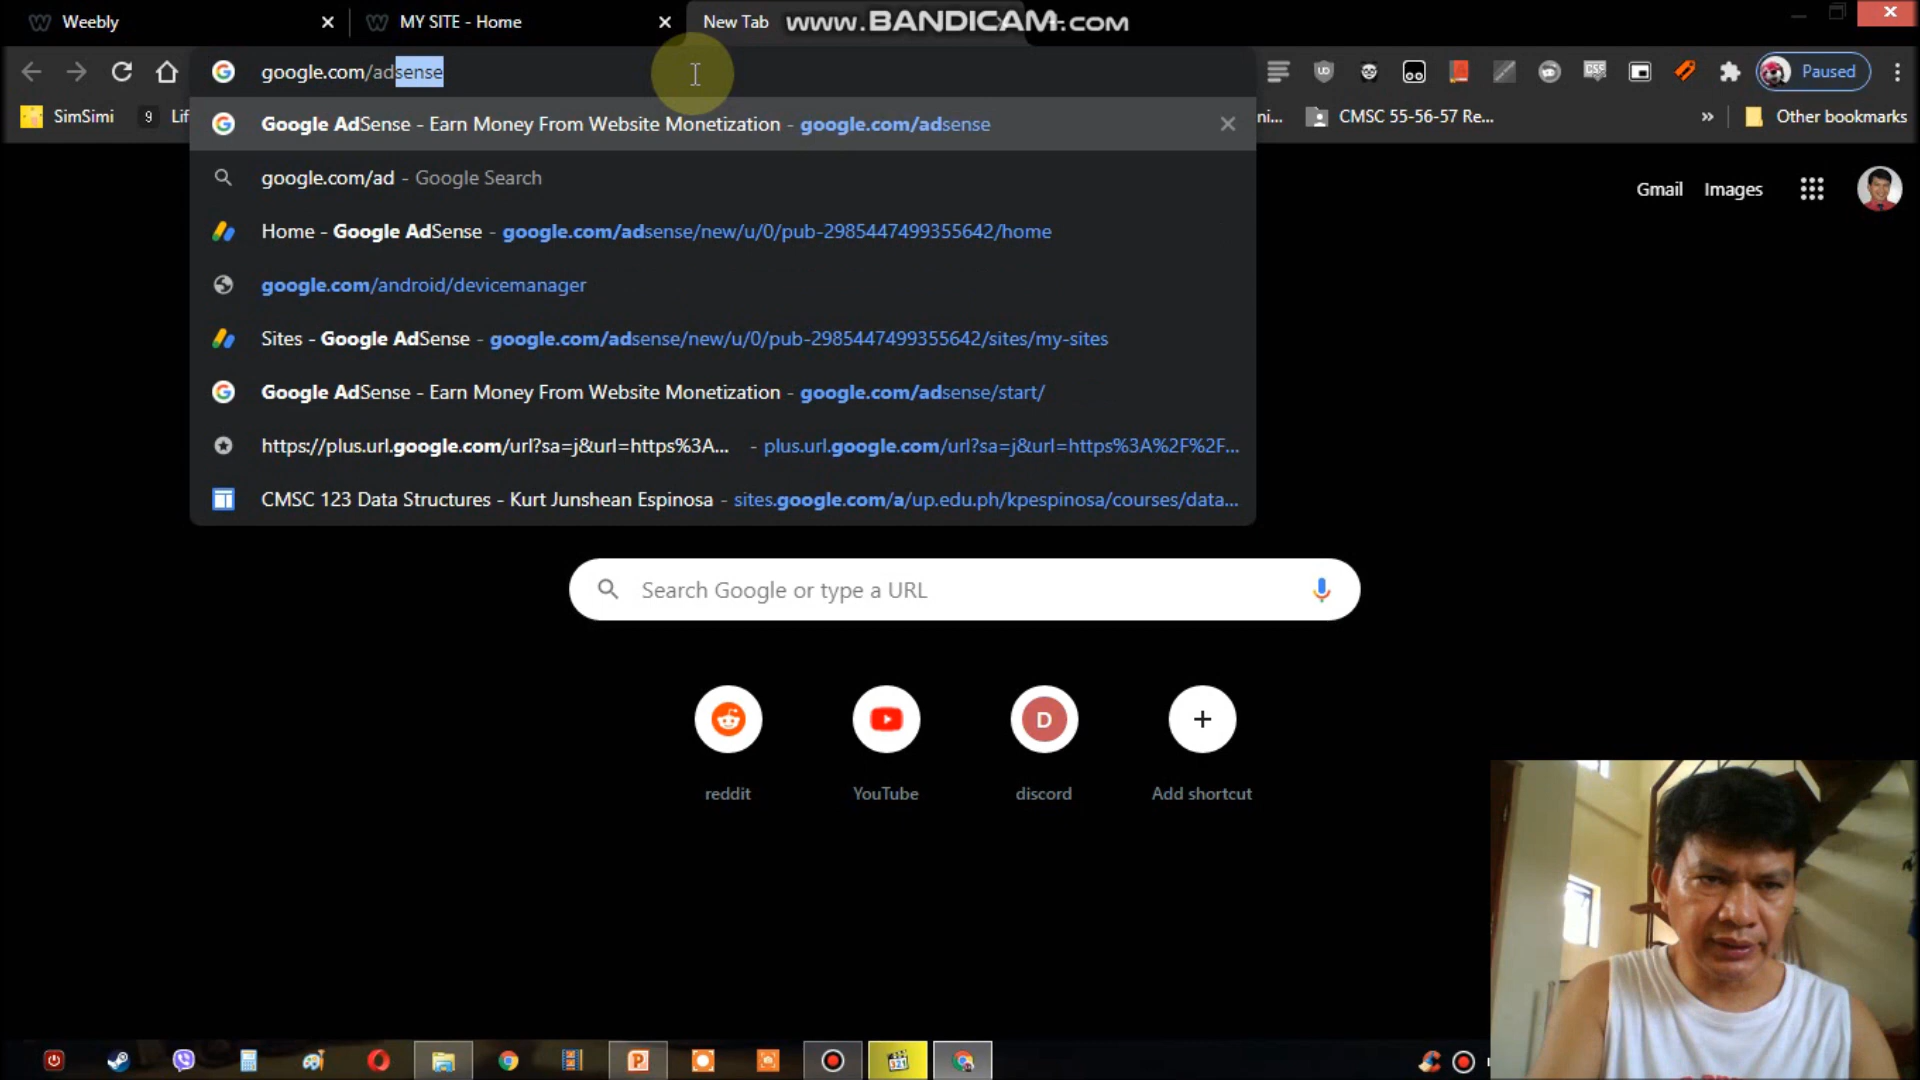 Weebly
MY SITE - Home
New Tab
WWW.BANDICAM.COM
google.com/adsense
Paused
SimSimi
Lif
ni...
CMSC 55-56-57 Re...
»
Other bookmarks
Google AdSense - Earn Money From Website Monetization - google.com/adsense
google.com/ad - Google Search
Home - Google AdSense - google.com/adsense/new/u/0/pub-2985447499355642/home
google.com/android/devicemanager
Sites - Google AdSense - google.com/adsense/new/u/0/pub-2985447499355642/sites/my-sites
Google AdSense - Earn Money From Website Monetization - google.com/adsense/start/
https://plus.url.google.com/url?sa=j&url=https%3A... - plus.url.google.com/url?sa=j&url=https%3A%2F%2F...
CMSC 123 Data Structures - Kurt Junshean Espinosa - sites.google.com/a/up.edu.ph/kpespinosa/courses/data...
Gmail
Images
Search Google or type a URL
D
reddit
YouTube
discord
Add shortcut